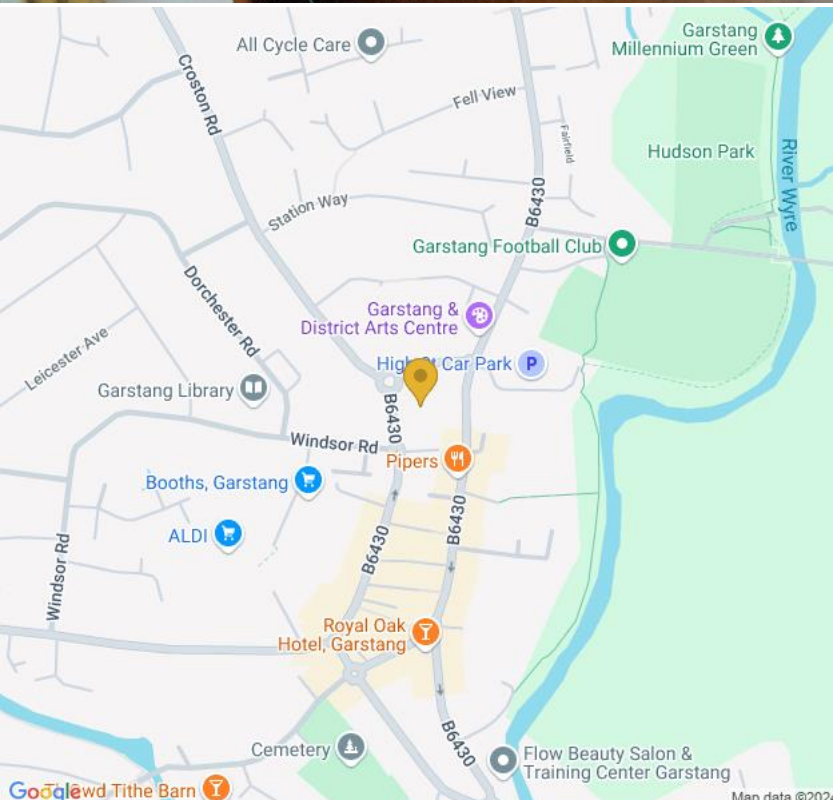 All Cycle Care
Garstang
Millennium Green
Croston Rd
Fell View
Fairfield
Hudson Park
River Wyre
Station Way
B6430
Garstang Football Club
Dorchester Rd
Garstang &
District Arts Centre
Leicester Ave
High St Car Park
P
Garstang Library
B6430
Windsor Rd
Pipers
Booths, Garstang
B6430
ALDI
B6430
Windsor Rd
Royal Oak
Hotel, Garstang
B6430
Cemetery
Flow Beauty Salon &
Training Center Garstang
Google
Tithe Barn
Map data ©2024